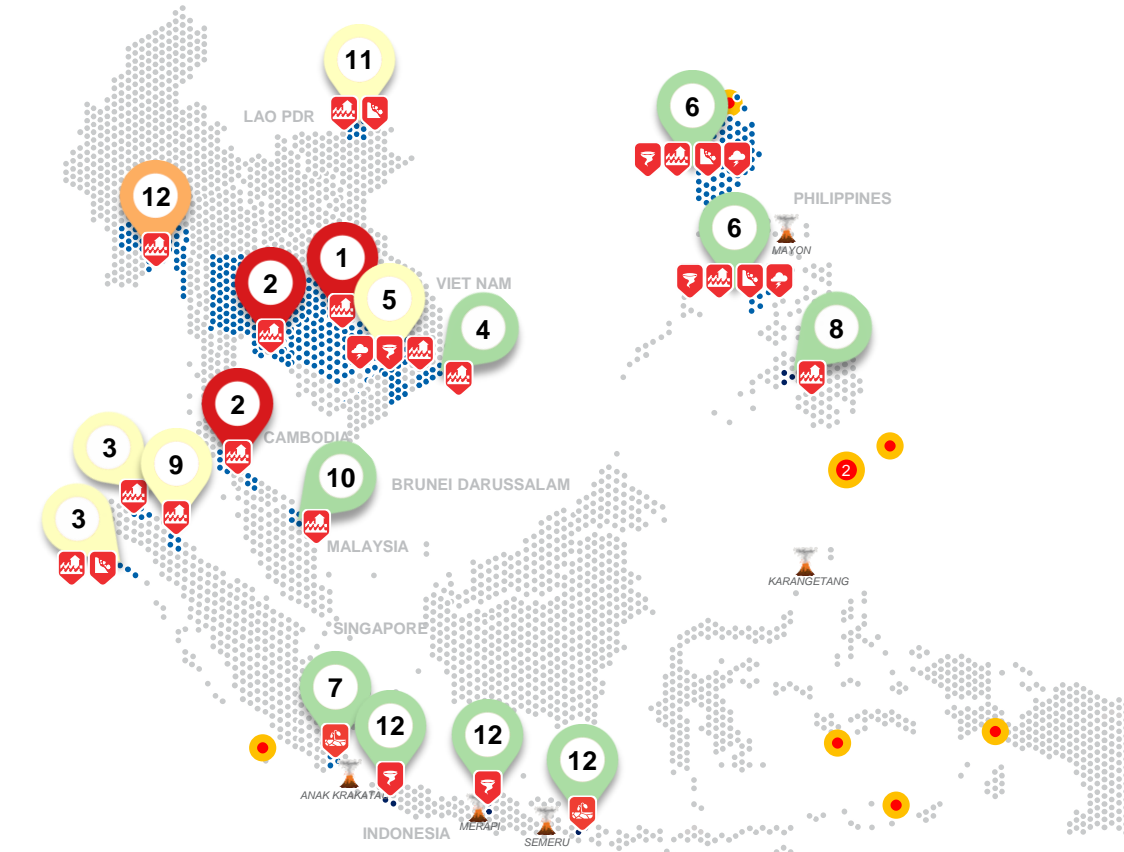 11
LAO PDR
6
PHILIPPINES
12
6
MAYON
1
2
5
VIET NAM
4
8
2
CAMBODIA
3
9
2
10
BRUNEI DARUSSALAM
3
MALAYSIA
KARANGETANG
SINGAPORE
7
12
12
12
ANAK KRAKATAU
INDONESIA
MERAPI
SEMERU